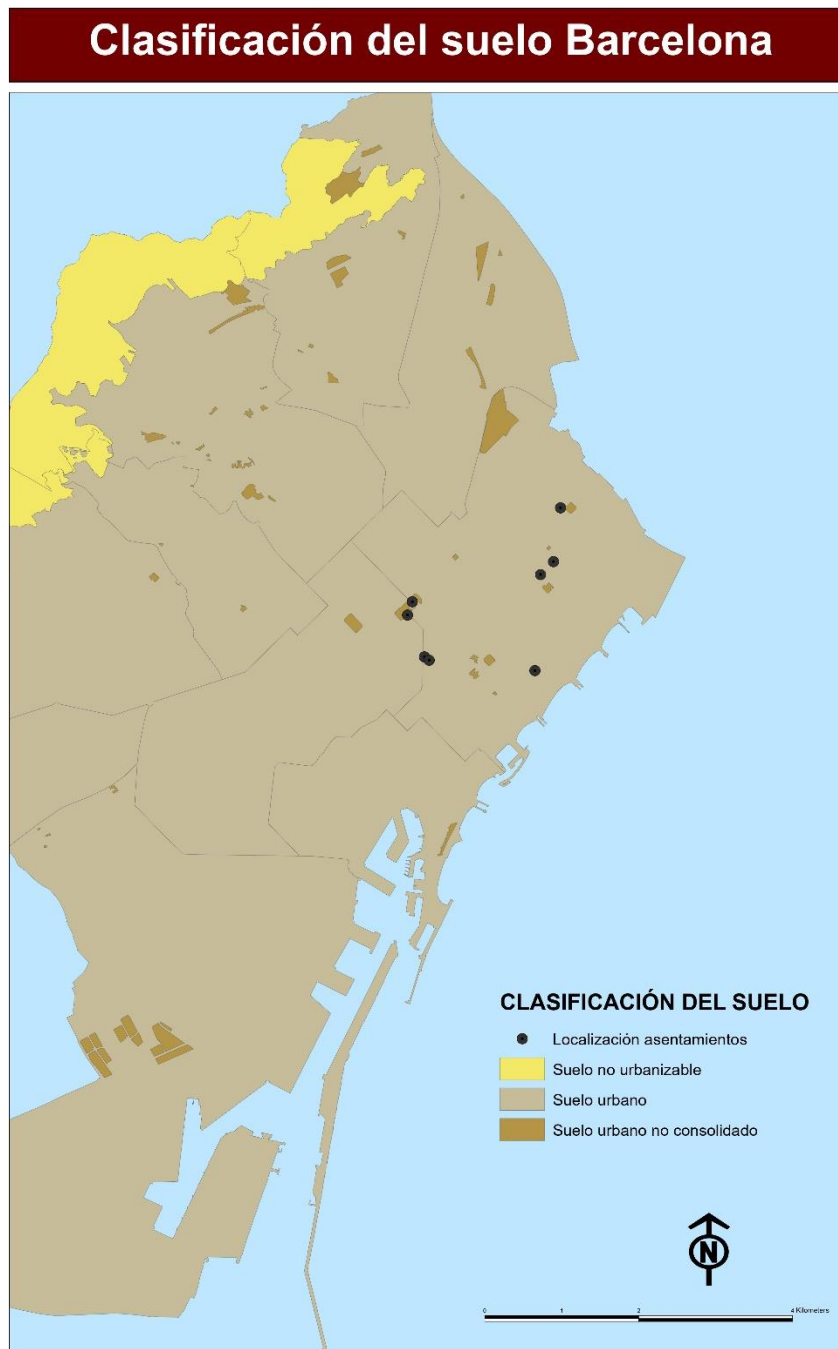 Clasificación del suelo Barcelona
CLASIFICACIÓN DEL SUELO
Localización asentamientos
Suelo no urbanizable
Suelo urbano
Suelo urbano no consolidado
N
0 1 2 4 Kilometers